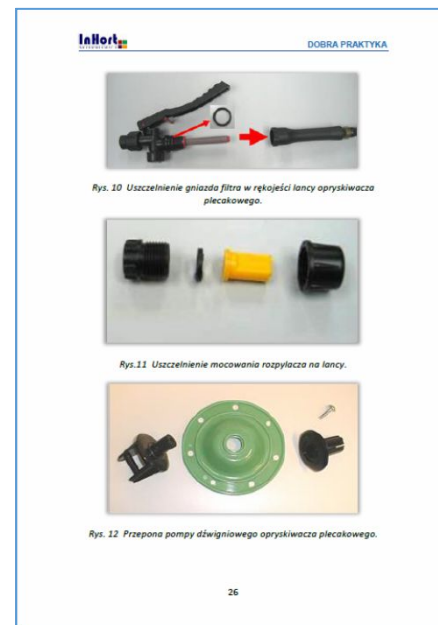 InHort
DOBRA PRAKTYKA
Rys. 10 Uszczelnienie gniazda filtra w rękojeści lancy opryskiwacza
plecakowego.
Rys.11 Uszczelnienie mocowania rozpylacza na lancy.
Rys. 12 Przepona pompy dźwigniowego opryskiwacza plecakowego.
26